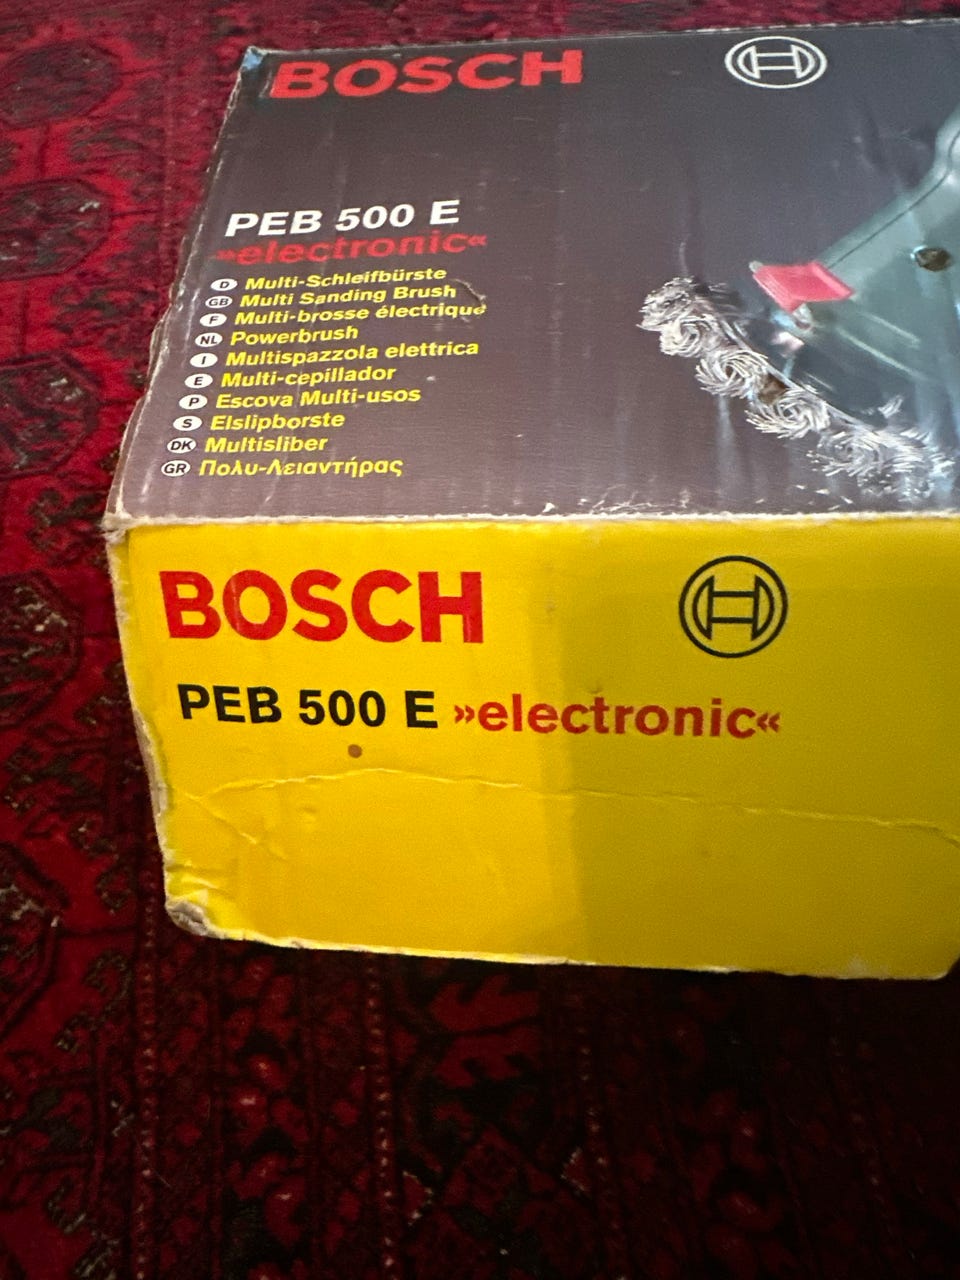 BOSCH
PEB 500 E
»electronic«
D Multi-Schleifbürste
GB Multi Sanding Brush
F Multi-brosse électrique
NL Powerbrush
I Multispazzola elettrica
E Multi-cepillador
P Escova Multi-usos
S Elslipborste
DK Multisliber
GR Πολυ-Λειαντήρας
BOSCH
PEB 500 E »electronic«